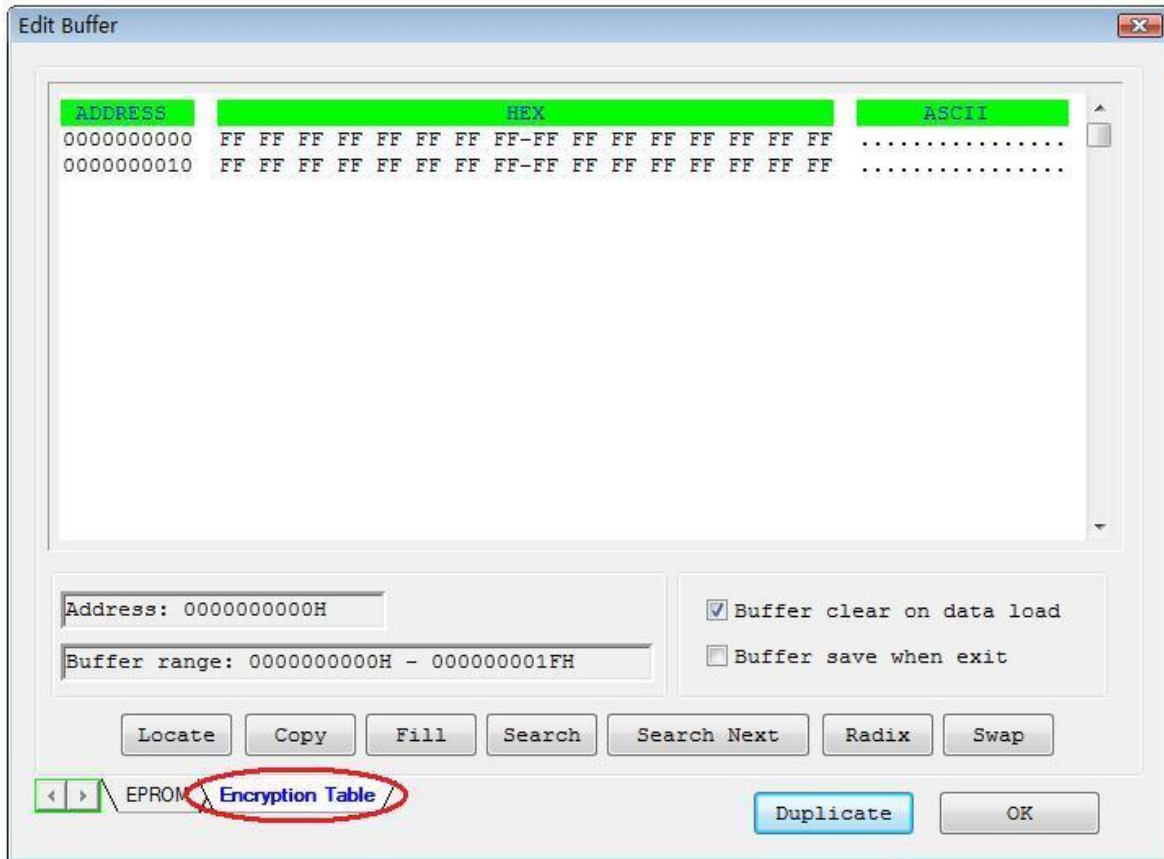 Edit Buffer
ADDRESS HEX ASCII
0000000000 FF FF FF FF FF FF FF FF-FF FF FF FF FF FF FF FF ................
0000000010 FF FF FF FF FF FF FF FF-FF FF FF FF FF FF FF FF ................
Address: 0000000000H
Buffer clear on data load
Buffer range: 0000000000H - 000000001FH
Buffer save when exit
Locate Copy Fill Search Search Next Radix Swap
EPROM Encryption Table
Duplicate OK